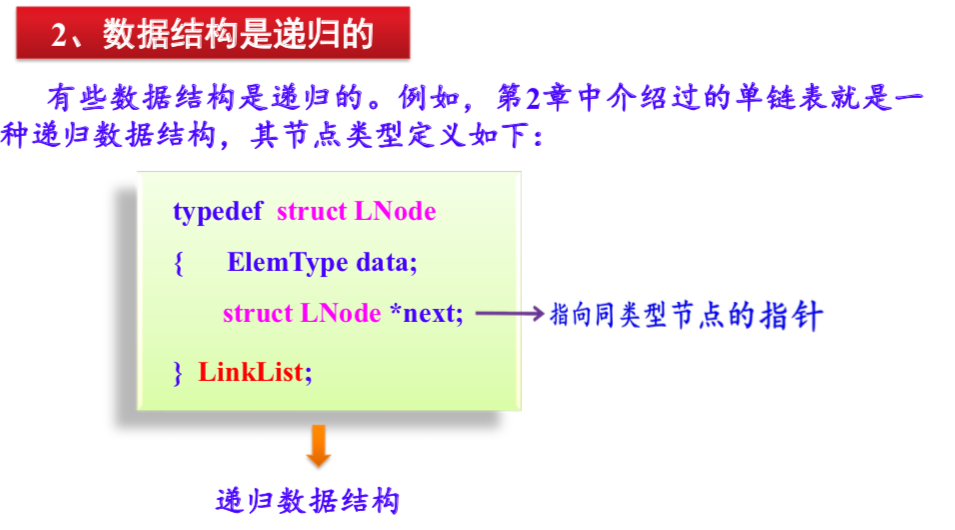 2、数据结构是递归的
有些数据结构是递归的。例如，第2章中介绍过的单链表就是一
种递归数据结构，其节点类型定义如下：
typedef struct LNode
{ ElemType data;
struct LNode *next; 指向同类型节点的指针
} LinkList;
递归数据结构